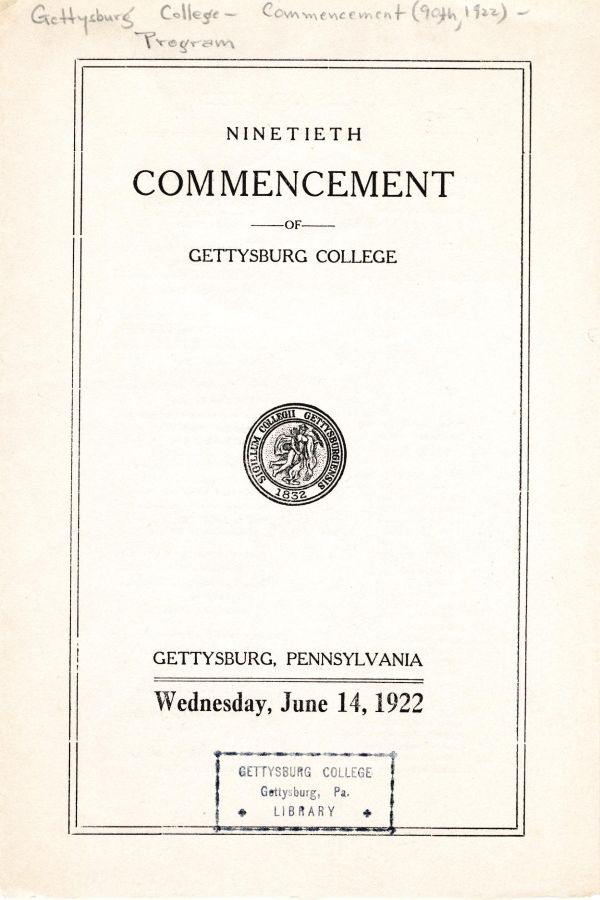 Gettysburg College - Commencement (90th, 1922) -
Program
NINETIETH
COMMENCEMENT
OF
GETTYSBURG COLLEGE
SIGILLUM COLLEGII GETTYSBURGIENSIS
1832
GETTYSBURG, PENNSYLVANIA
Wednesday, June 14, 1922
GETTYSBURG COLLEGE
Gettysburg, Pa.
LIBRARY